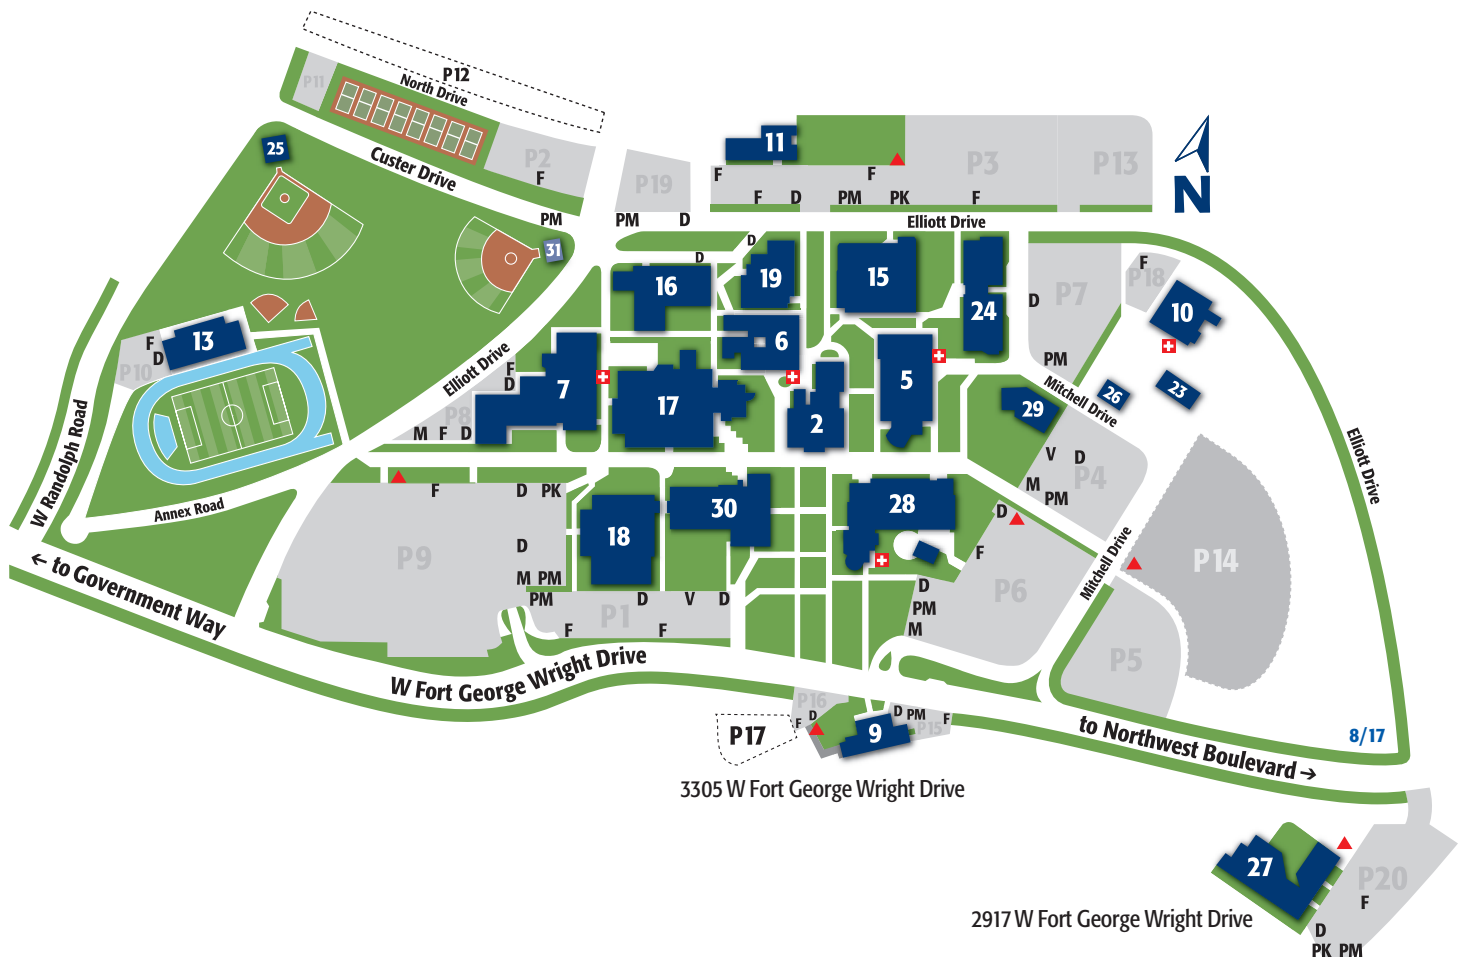 P12
North Drive
P11
25
Custer Drive
P2
F
11
F
F
P3
P13
P19
F
D
PM
PK
F
N
PM
PM
D
Elliott Drive
31
D
D
16
19
15
24
P7
D
F
P18
10
PM
13
F
D
P10
6
Elliott Drive
F
D
7
17
5
2
P8
M
F
D
29
Mitchell Drive
26
23
Elliott Drive
W Randolph Road
Annex Road
V
D
P4
M
PM
F
D
PK
P9
D
M
PM
18
30
28
D
F
P6
Mitchell Drive
P14
PM
P1
D
V
D
F
F
D
PM
M
P5
← to Government Way
W Fort George Wright Drive
P16
F
D
P17
9
D
PM
P15
F
to Northwest Boulevard →
8/17
3305 W Fort George Wright Drive
27
P20
F
2917 W Fort George Wright Drive
D
PK
PM